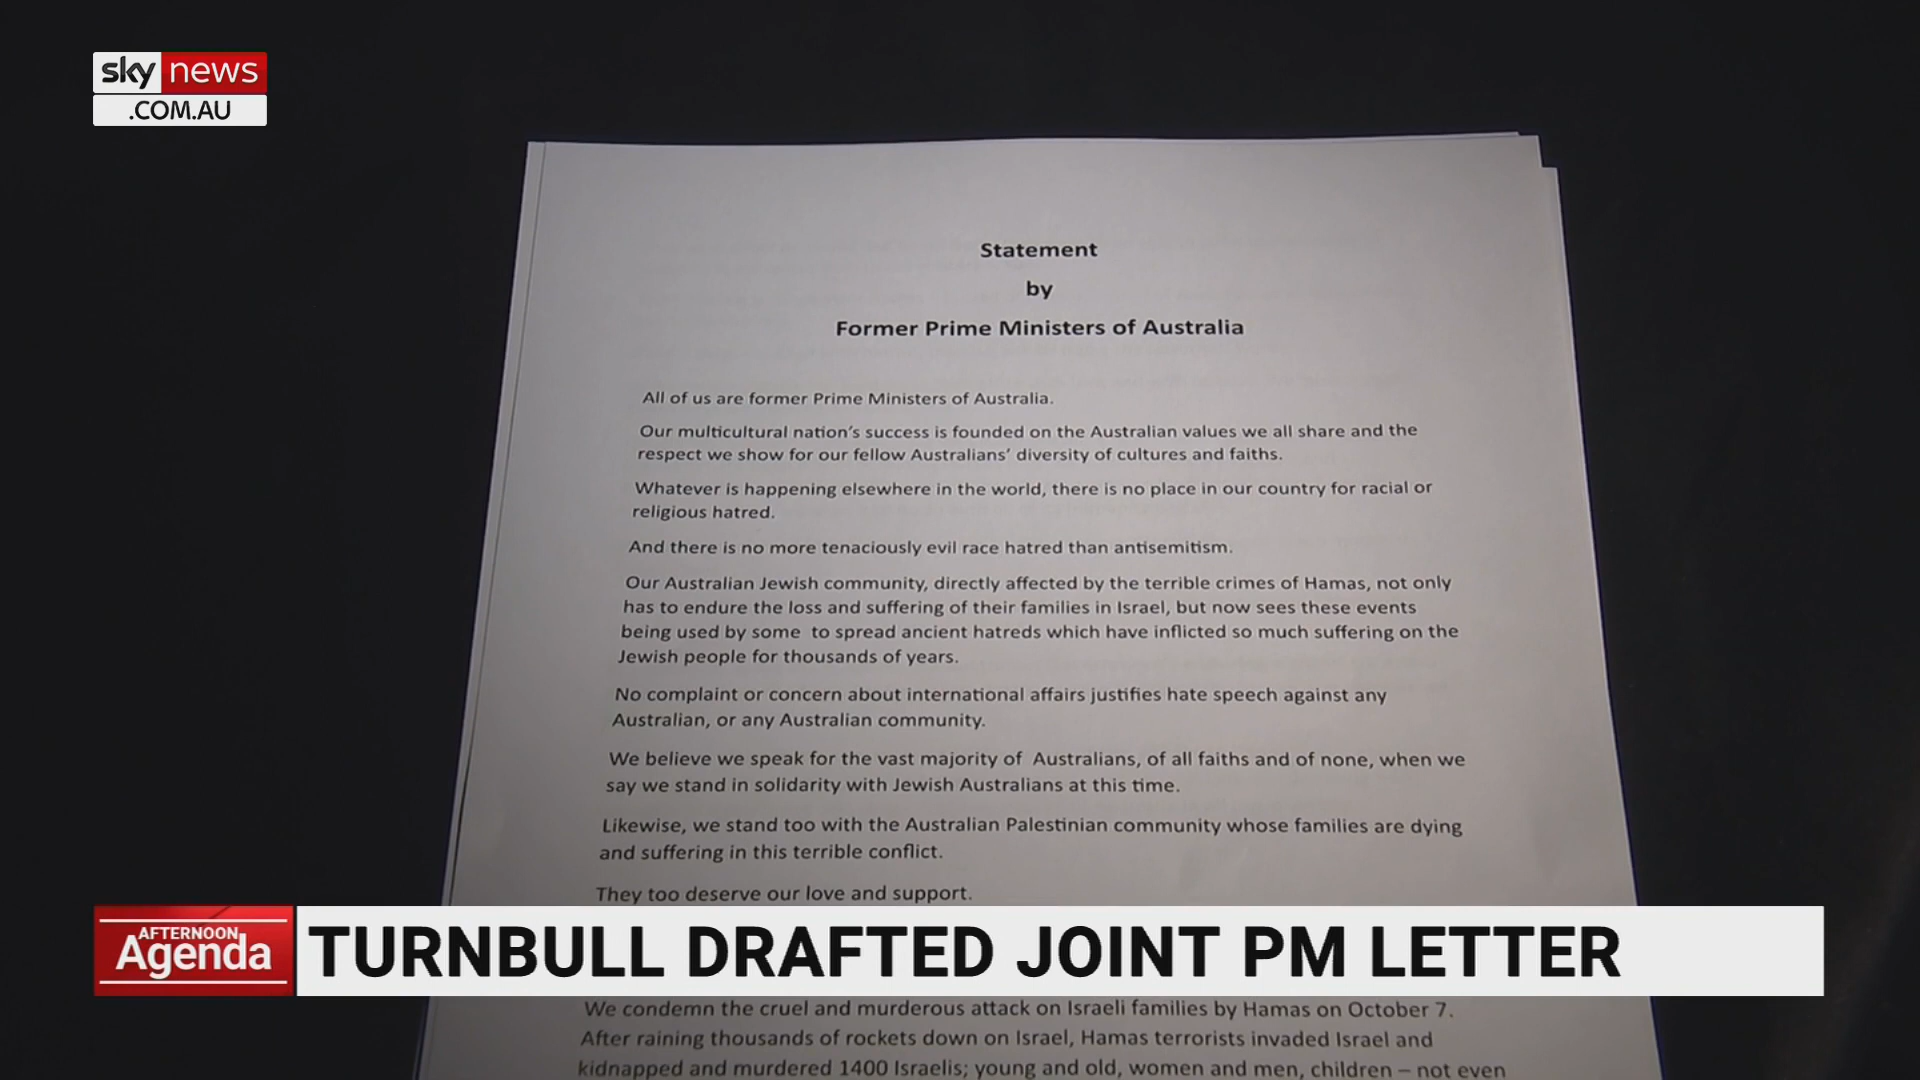 sky news
.COM.AU
Statement
by
Former Prime Ministers of Australia
All of us are former Prime Ministers of Australia.
Our multicultural nation's success is founded on the Australian values we all share and the
respect we show for our fellow Australians' diversity of cultures and faiths.
Whatever is happening elsewhere in the world, there is no place in our country for racial or
religious hatred.
And there is no more tenaciously evil race hatred than antisemitism.
Our Australian Jewish community, directly affected by the terrible crimes of Hamas, not only
has to endure the loss and suffering of their families in Israel, but now sees these events
being used by some  to spread ancient hatreds which have inflicted so much suffering on the
Jewish people for thousands of years.
No complaint or concern about international affairs justifies hate speech against any
Australian, or any Australian community.
We believe we speak for the vast majority of  Australians, of all faiths and of none, when we
say we stand in solidarity with Jewish Australians at this time.
Likewise, we stand too with the Australian Palestinian community whose families are dying
and suffering in this terrible conflict.
They too deserve our love and support.
AFTERNOON
Agenda
TURNBULL DRAFTED JOINT PM LETTER
We condemn the cruel and murderous attack on Israeli families by Hamas on October 7.
After raining thousands of rockets down on Israel, Hamas terrorists invaded Israel and
kidnapped and murdered 1400 Israelis; young and old, women and men, children – not even